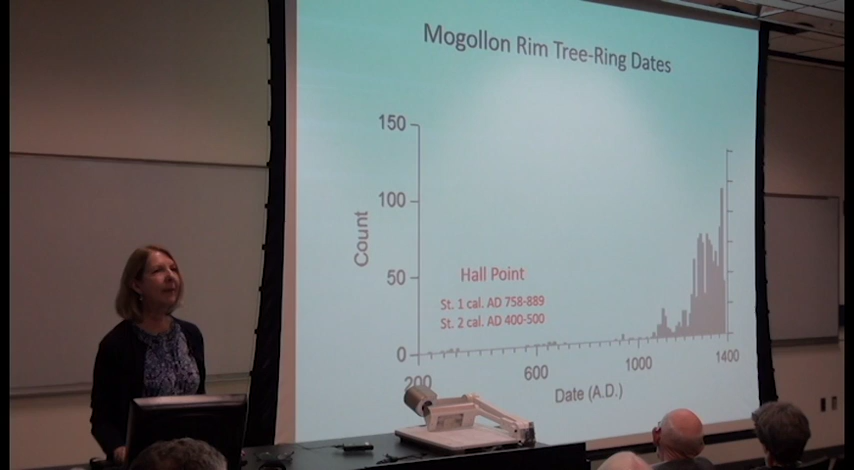 Mogollon Rim Tree-Ring Dates
150
100
Count
50
Hall Point
St. 1 cal. AD 758-889
St. 2 cal. AD 400-500
0
200
600
1000
1400
Date (A.D.)